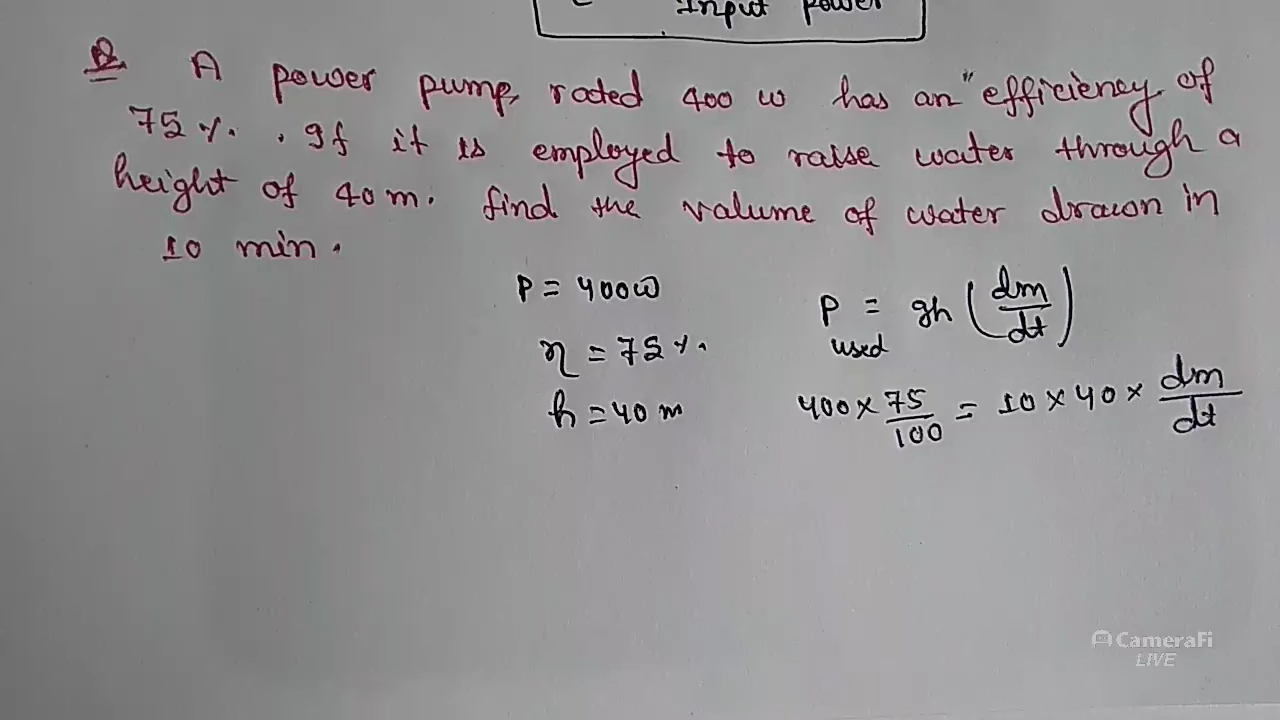 Input power
Q. A power pump, rated 400 w has an "efficiency of
75 %. . If it is employed to raise water through a
height of 40 m. find the valume of water drawn in
10 min.
P = 400w
η = 75 %.
h = 40 m
P used = gh (dm/dt)
400 × 75/100 = 10 × 40 × dm/dt
CameraFi
LIVE